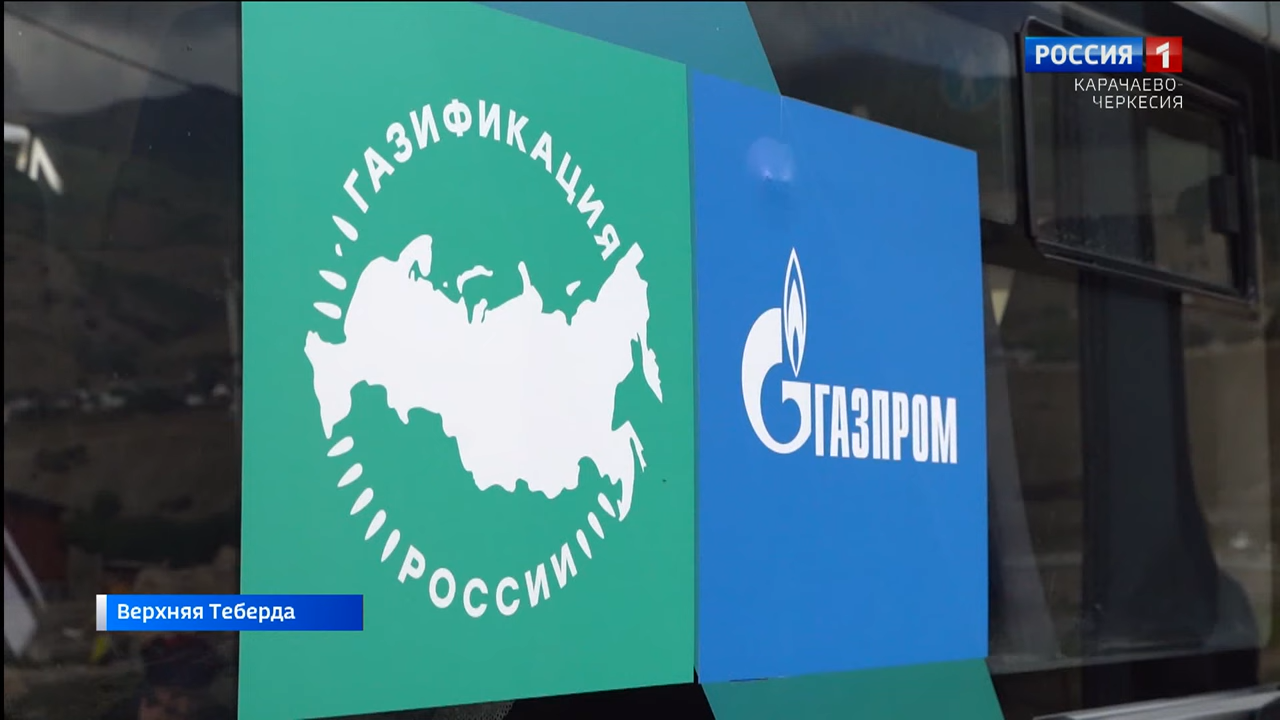 РОССИЯ 1
КАРАЧАЕВО-
ЧЕРКЕСИЯ
ГАЗИФИКАЦИЯ
РОССИИ
ГАЗПРОМ
Верхняя Теберда